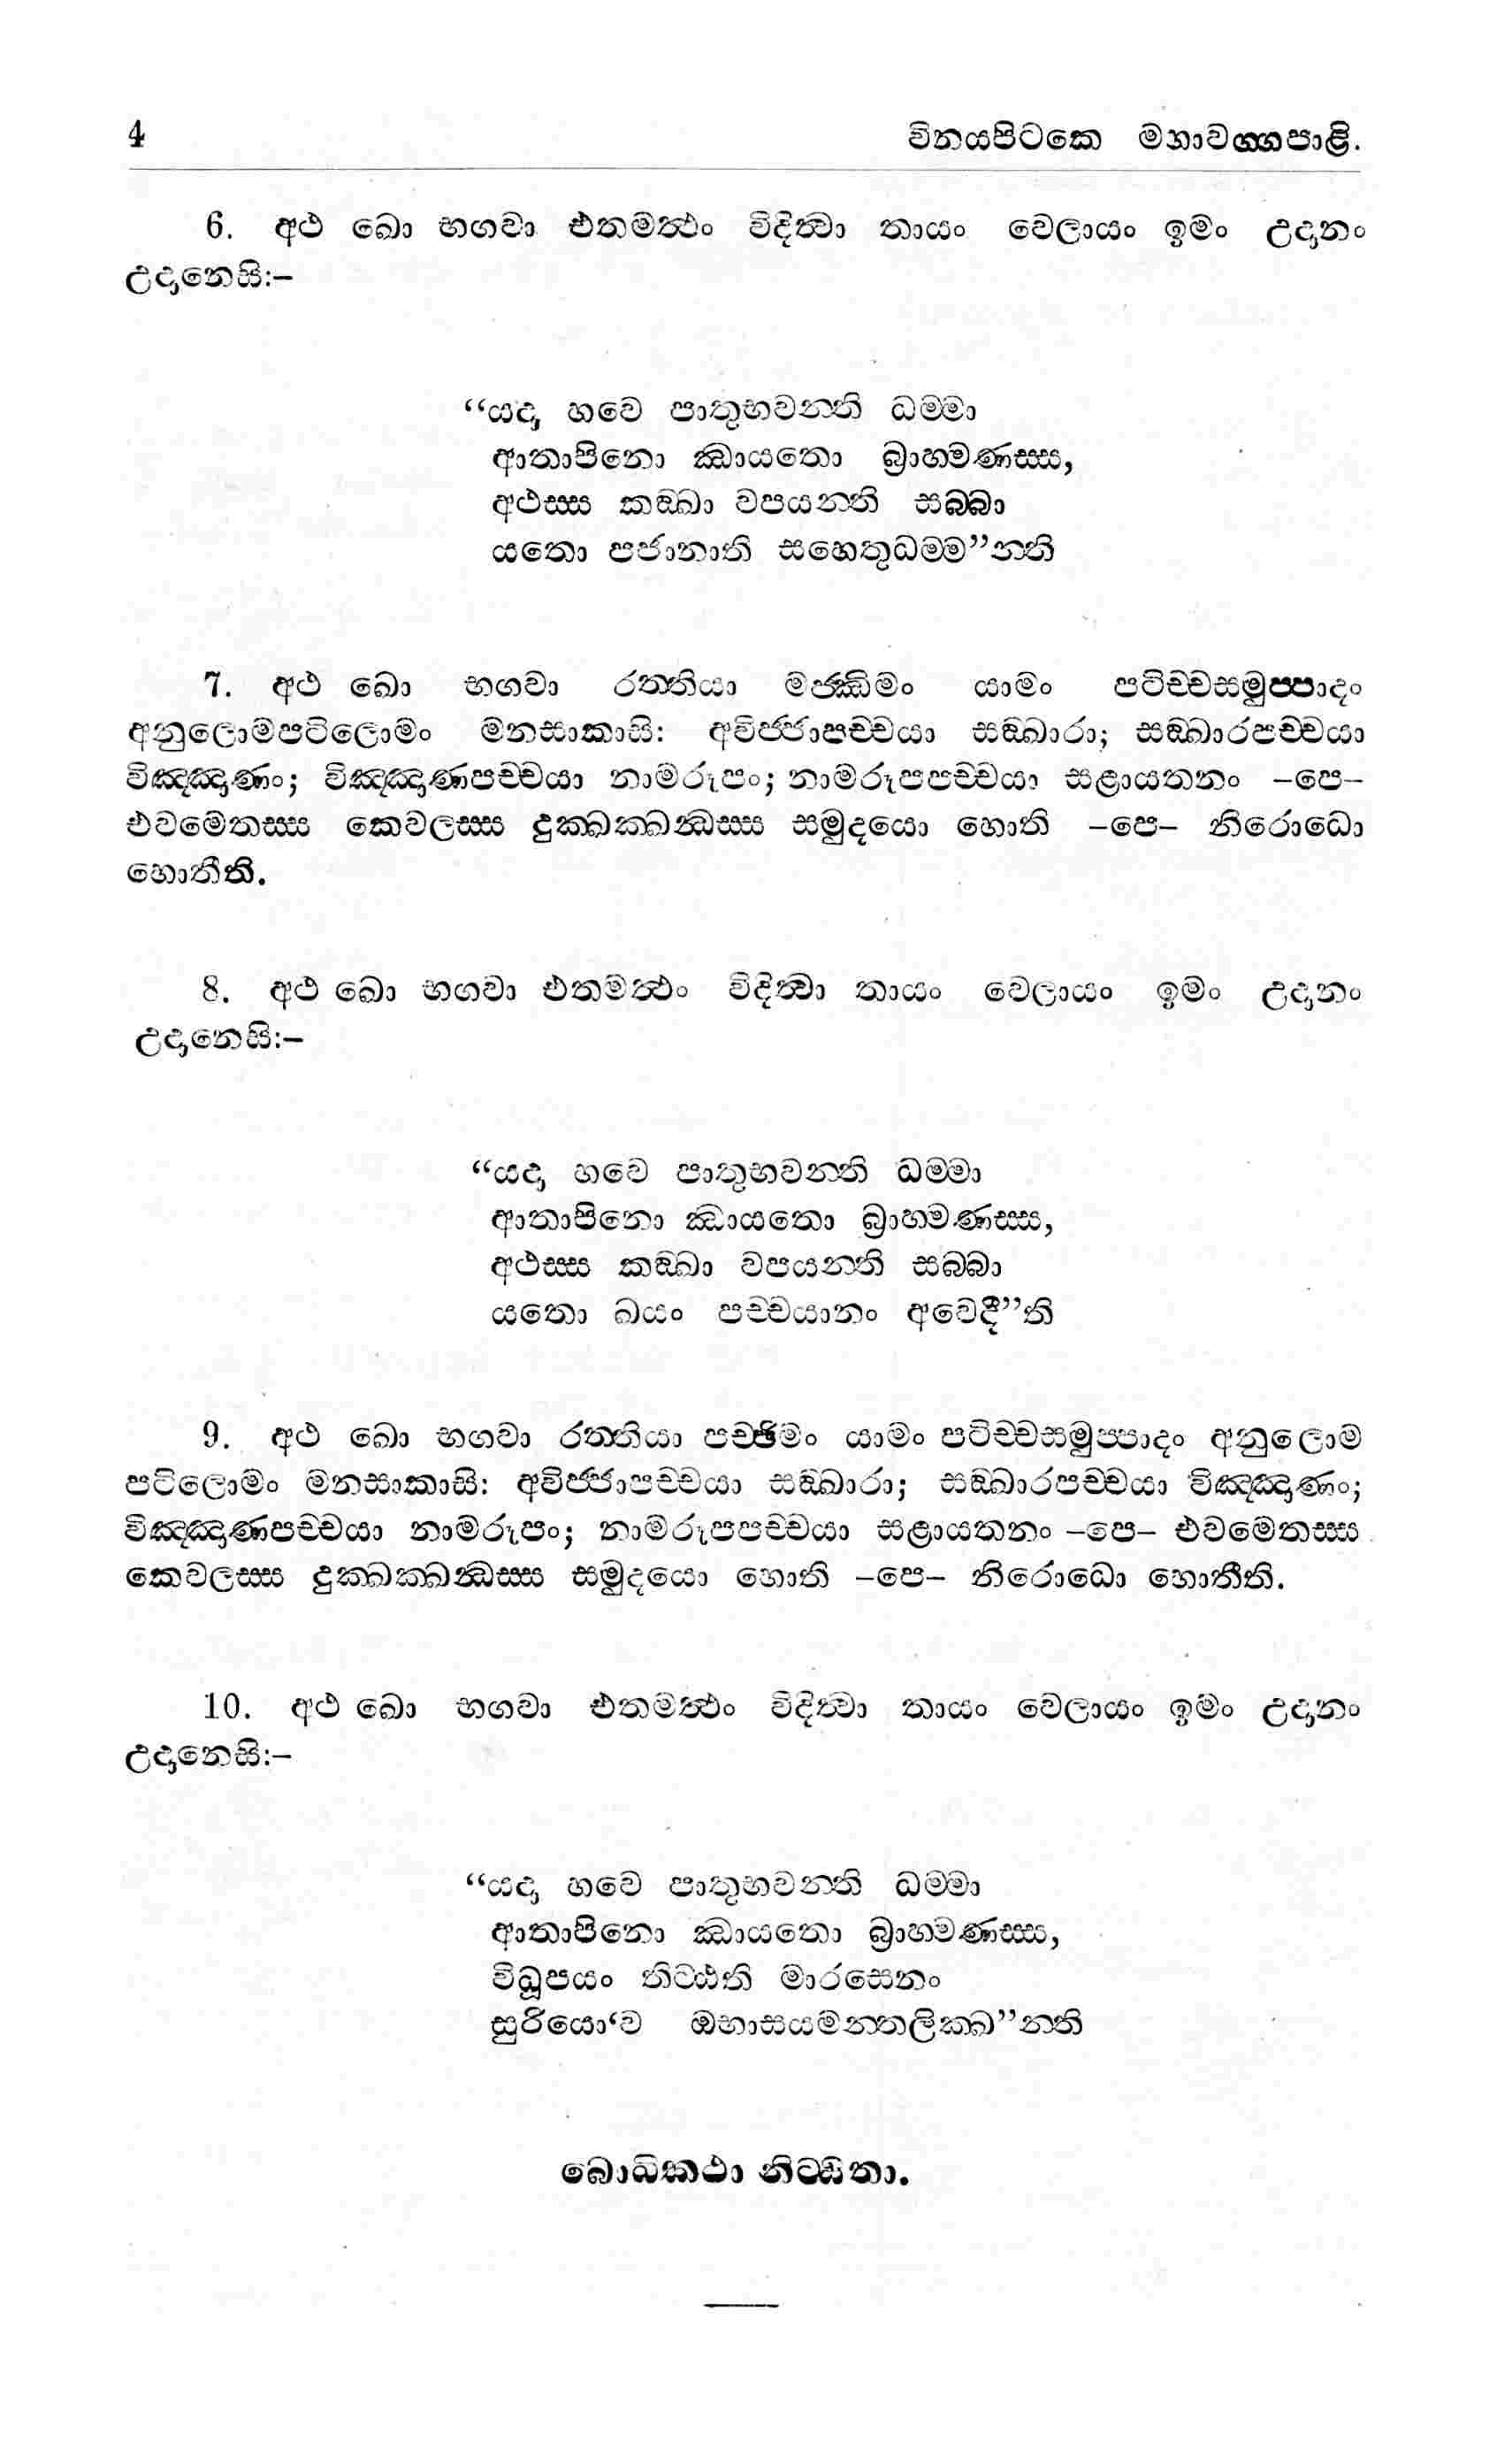 4 විනයපිටකෙ මහාවග්ගපාළි.
6. අථ ඛො භගවා එතමත්ථං විදිත්වා තායං වෙලායං ඉමං උදානං
උදානෙසි:–
“යදා හවෙ පාතුභවන්ති ධම්මා
ආතාපිනො ඣායතො බ්‍රාහ්මණස්ස,
අථස්ස කඞ්ඛා වපයන්ති සබ්බා
යතො පජානාති සහෙතුධම්ම”න්ති
7. අථ ඛො භගවා රත්තියා මජ්ඣිමං යාමං පටිච්චසමුප්පාදං
අනුලොමපටිලොමං මනසාකාසි: අවිජ්ජාපච්චයා සඞ්ඛාරා; සඞ්ඛාරපච්චයා
විඤ්ඤාණං; විඤ්ඤාණපච්චයා නාමරූපං; නාමරූපපච්චයා සළායතනං –පෙ–
එවමෙතස්ස කෙවලස්ස දුක්ඛක්ඛන්ධස්ස සමුදයො හොති –පෙ– නිරොධො
හොතීති.
8. අථ ඛො භගවා එතමත්ථං විදිත්වා තායං වෙලායං ඉමං උදානං
උදානෙසි:–
“යදා හවෙ පාතුභවන්ති ධම්මා
ආතාපිනො ඣායතො බ්‍රාහ්මණස්ස,
අථස්ස කඞ්ඛා වපයන්ති සබ්බා
යතො ඛයං පච්චයානං අවෙදී”ති
9. අථ ඛො භගවා රත්තියා පච්ඡිමං යාමං පටිච්චසමුප්පාදං අනුලොම
පටිලොමං මනසාකාසි: අවිජ්ජාපච්චයා සඞ්ඛාරා; සඞ්ඛාරපච්චයා විඤ්ඤාණං;
විඤ්ඤාණපච්චයා නාමරූපං; නාමරූපපච්චයා සළායතනං –පෙ– එවමෙතස්ස
කෙවලස්ස දුක්ඛක්ඛන්ධස්ස සමුදයො හොති –පෙ– නිරොධො හොතීති.
10. අථ ඛො භගවා එතමත්ථං විදිත්වා තායං වෙලායං ඉමං උදානං
උදානෙසි:–
“යදා හවෙ පාතුභවන්ති ධම්මා
ආතාපිනො ඣායතො බ්‍රාහ්මණස්ස,
විධූපයං තිට්ඨති මාරසෙනං
සුරියො‘ව ඔභාසයමන්තලික්ඛ”න්ති
බොධිකථා නිට්ඨිතා.